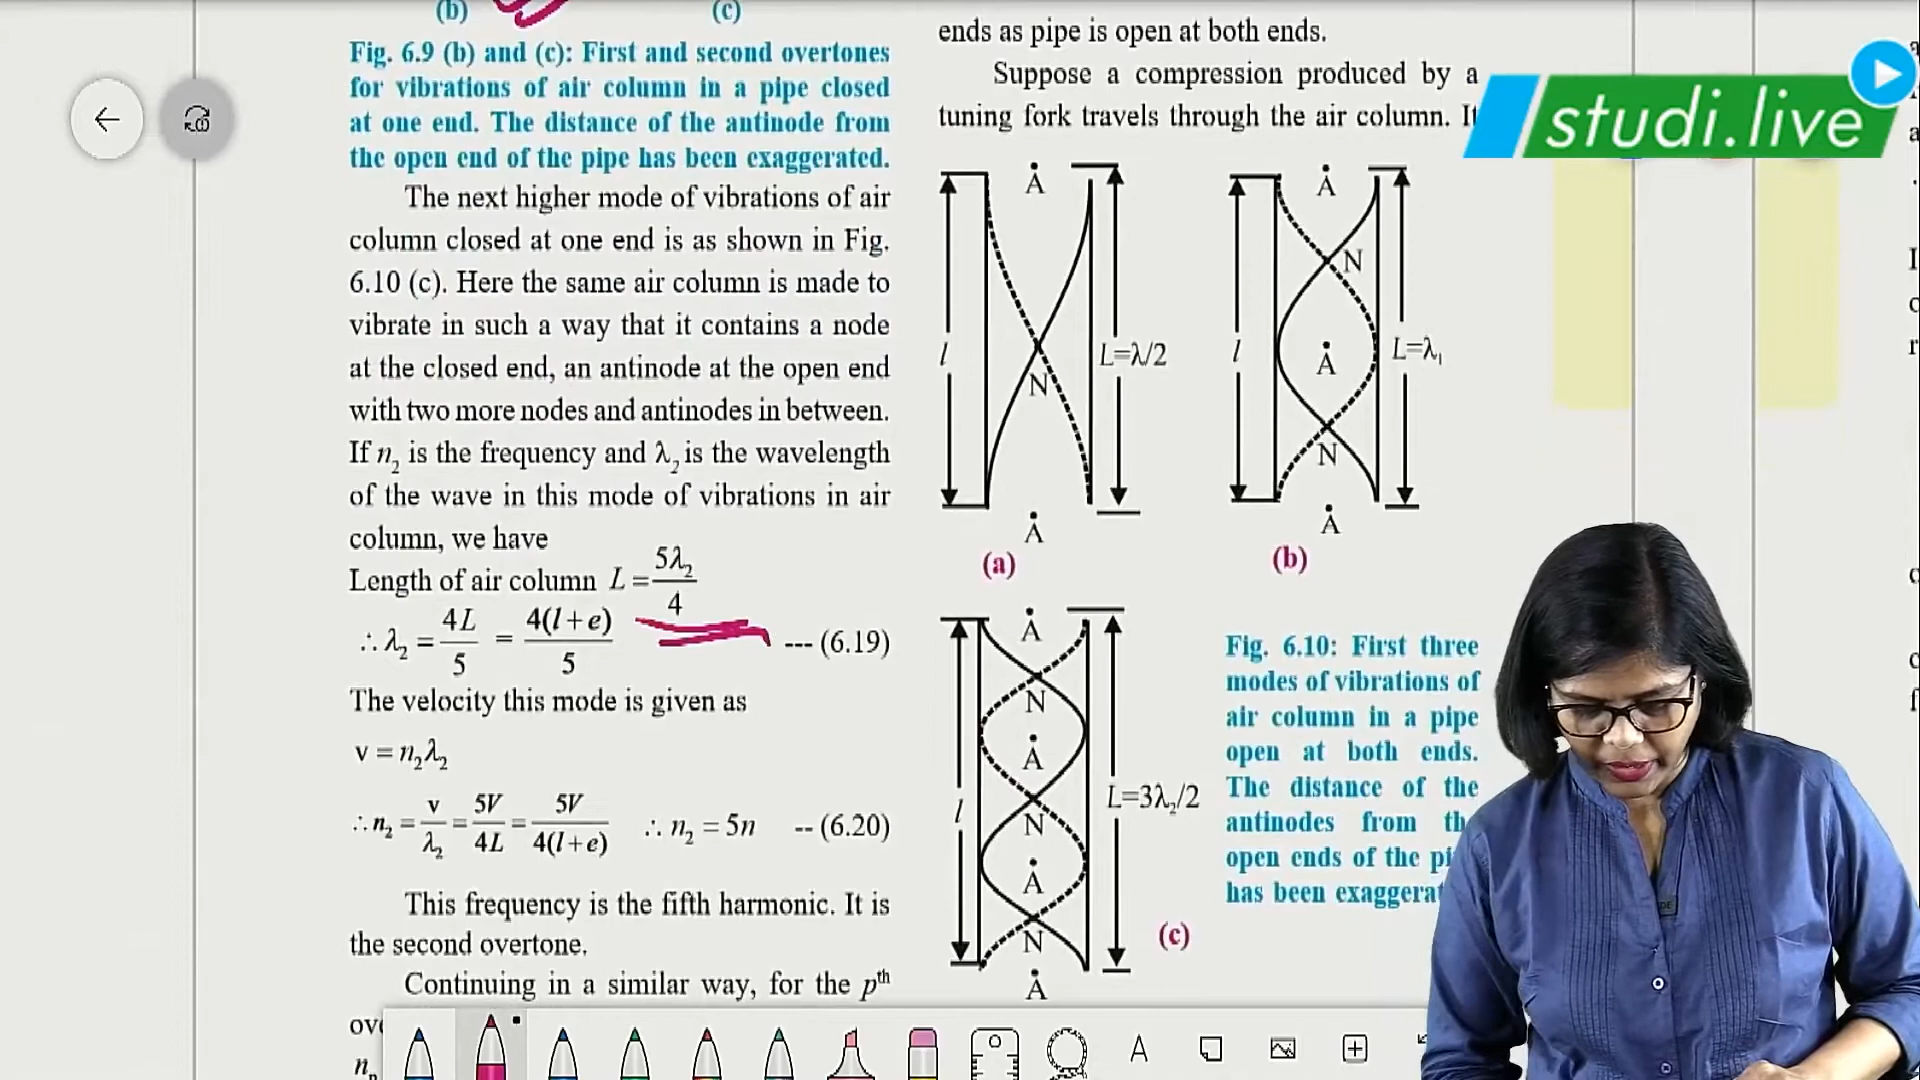 (b)
(c)
Fig. 6.9 (b) and (c): First and second overtones
for vibrations of air column in a pipe closed
at one end. The distance of the antinode from
the open end of the pipe has been exaggerated.
The next higher mode of vibrations of air
column closed at one end is as shown in Fig.
6.10 (c). Here the same air column is made to
vibrate in such a way that it contains a node
at the closed end, an antinode at the open end
with two more nodes and antinodes in between.
If n₂ is the frequency and λ₂ is the wavelength
of the wave in this mode of vibrations in air
column, we have
Length of air column L = 5λ₂/4
∴ λ₂ = 4L/5 = 4(l+e)/5 --- (6.19)
The velocity this mode is given as
v = n₂λ₂
∴ n₂ = v/λ₂ = 5V/4L = 5V/4(l+e) ∴ n₂ = 5n -- (6.20)
This frequency is the fifth harmonic. It is
the second overtone.
Continuing in a similar way, for the pth
ends as pipe is open at both ends.
Suppose a compression produced by a
tuning fork travels through the air column. It
A
l
L=λ/2
N
A
(a)
A
N
l
A
L=λ₁
N
A
(b)
A
N
A
l
L=3λ₂/2
N
A
N
A
(c)
Fig. 6.10: First three
modes of vibrations of
air column in a pipe
open at both ends.
The distance of the
antinodes from
open ends of the
has been
studi.live
A